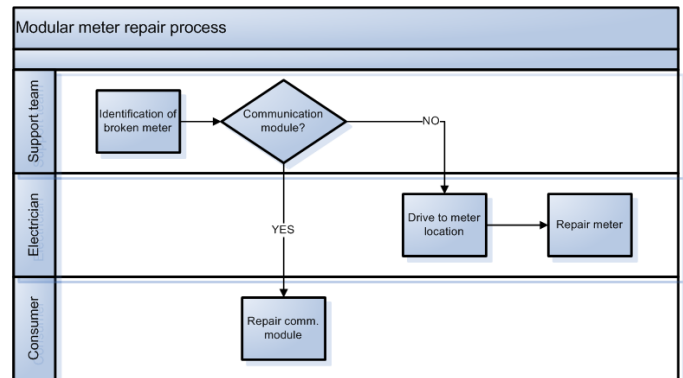 Modular meter repair process
Support team
Identification of
broken meter
Communication
module?
NO
Electrician
YES
Drive to meter
location
Repair meter
Consumer
Repair comm.
module